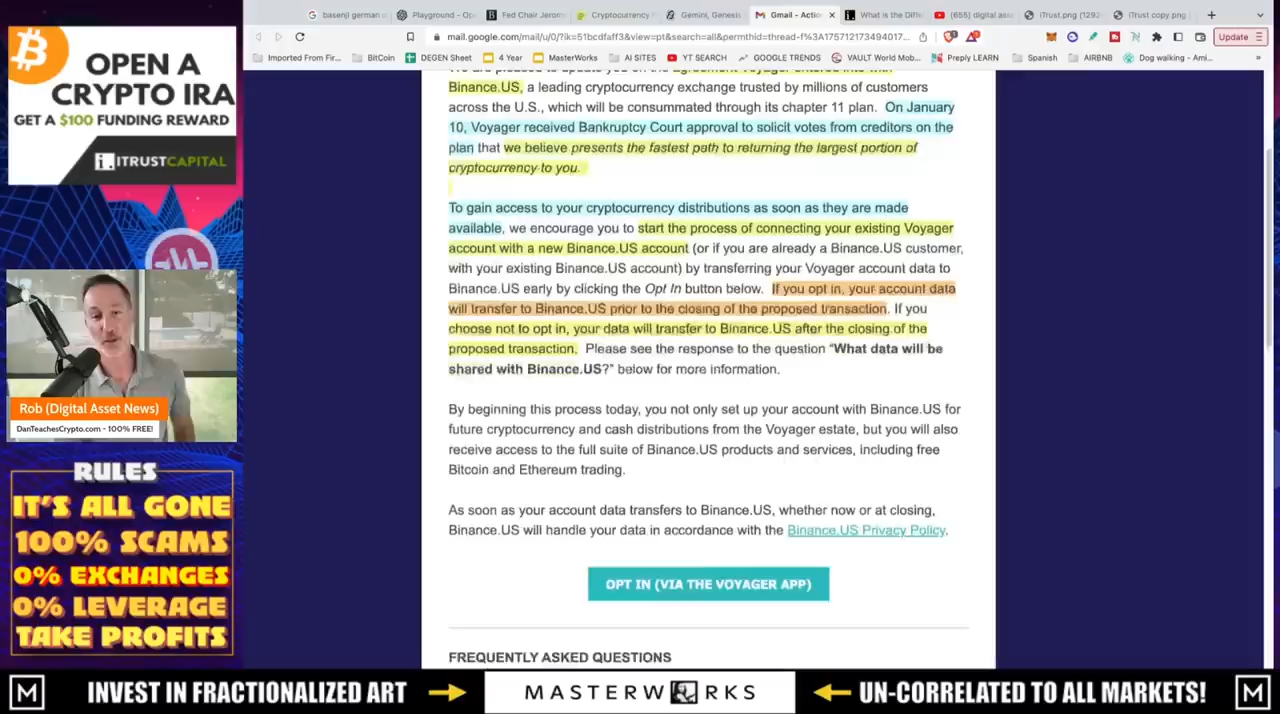 basenji german
Playground - Ope
Fed Chair Jerom
Cryptocurrency
Gemini, Genesis
Gmail - Action
What is the Diffe
(655) digital ass
iTrust.png (1292
iTrust copy.png
mail.google.com/mail/u/0/?ik=51bcdfaff3&view=pt&search=all&permthid=thread-f%3A175712173494017...
Update
Imported From Fir...
BitCoin
DEGEN Sheet
4 Year
MasterWorks
AI SITES
YT SEARCH
GOOGLE TRENDS
VAULT World Mob...
Preply LEARN
Spanish
AIRBNB
Dog walking - Ami...
OPEN A
CRYPTO IRA
GET A $100 FUNDING REWARD
ITRUSTCAPITAL
Rob (Digital Asset News)
DanTeachesCrypto.com - 100% FREE!
RULES
IT'S ALL GONE
100% SCAMS
0% EXCHANGES
0% LEVERAGE
TAKE PROFITS
We are pleased to update you on the agreement Voyager entered into with
Binance.US, a leading cryptocurrency exchange trusted by millions of customers
across the U.S., which will be consummated through its chapter 11 plan. On January
10, Voyager received Bankruptcy Court approval to solicit votes from creditors on the
plan that we believe presents the fastest path to returning the largest portion of
cryptocurrency to you.
To gain access to your cryptocurrency distributions as soon as they are made
available, we encourage you to start the process of connecting your existing Voyager
account with a new Binance.US account (or if you are already a Binance.US customer,
with your existing Binance.US account) by transferring your Voyager account data to
Binance.US early by clicking the Opt In button below. If you opt in, your account data
will transfer to Binance.US prior to the closing of the proposed transaction. If you
choose not to opt in, your data will transfer to Binance.US after the closing of the
proposed transaction. Please see the response to the question "What data will be
shared with Binance.US?" below for more information.
By beginning this process today, you not only set up your account with Binance.US for
future cryptocurrency and cash distributions from the Voyager estate, but you will also
receive access to the full suite of Binance.US products and services, including free
Bitcoin and Ethereum trading.
As soon as your account data transfers to Binance.US, whether now or at closing,
Binance.US will handle your data in accordance with the Binance.US Privacy Policy.
OPT IN (VIA THE VOYAGER APP)
FREQUENTLY ASKED QUESTIONS
M INVEST IN FRACTIONALIZED ART
MASTERWORKS
UN-CORRELATED TO ALL MARKETS! M